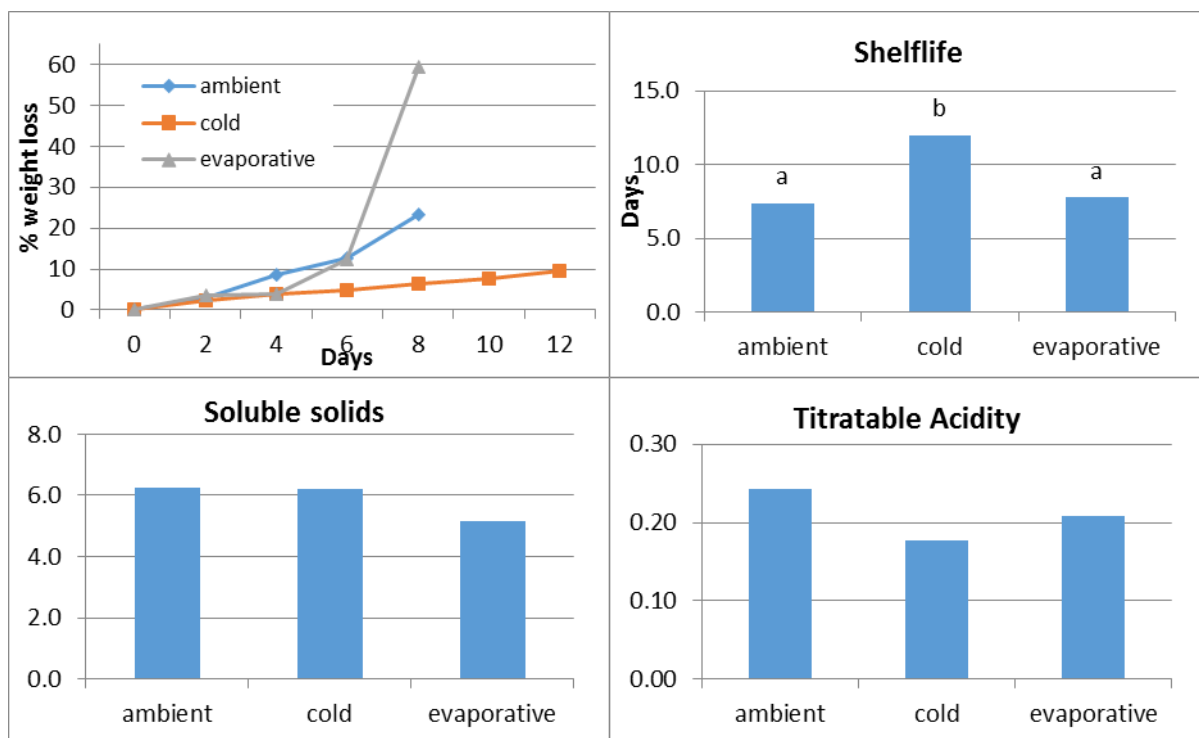 % weight loss
60
50
40
30
20
10
0
ambient
cold
evaporative
0 2 4 6 8 10 12
Days
Shelflife
Days
15.0
10.0
5.0
0.0
a
b
a
ambient cold evaporative
Soluble solids
8.0
6.0
4.0
2.0
0.0
ambient cold evaporative
Titratable Acidity
0.30
0.20
0.10
0.00
ambient cold evaporative